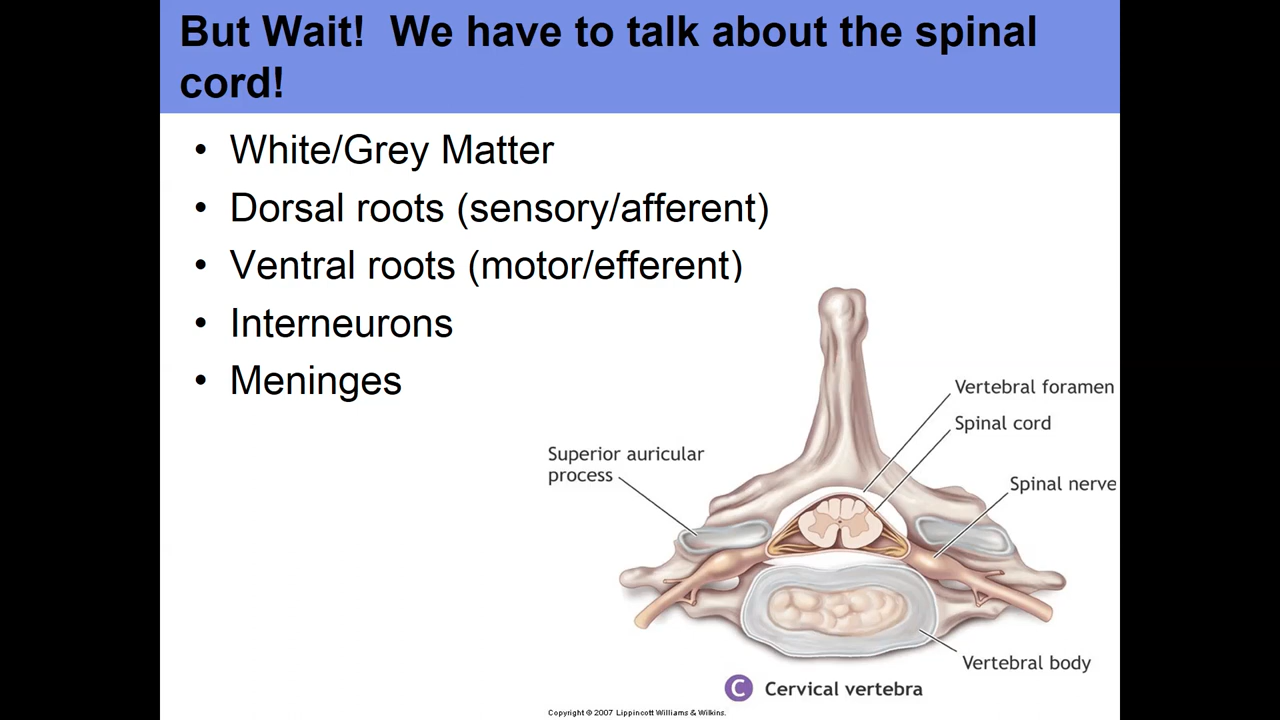 But Wait!  We have to talk about the spinal
cord!
• White/Grey Matter
• Dorsal roots (sensory/afferent)
• Ventral roots (motor/efferent)
• Interneurons
• Meninges
Vertebral foramen
Spinal cord
Superior auricular
process
Spinal nerve
Vertebral body
C Cervical vertebra
Copyright © 2007 Lippincott Williams & Wilkins.